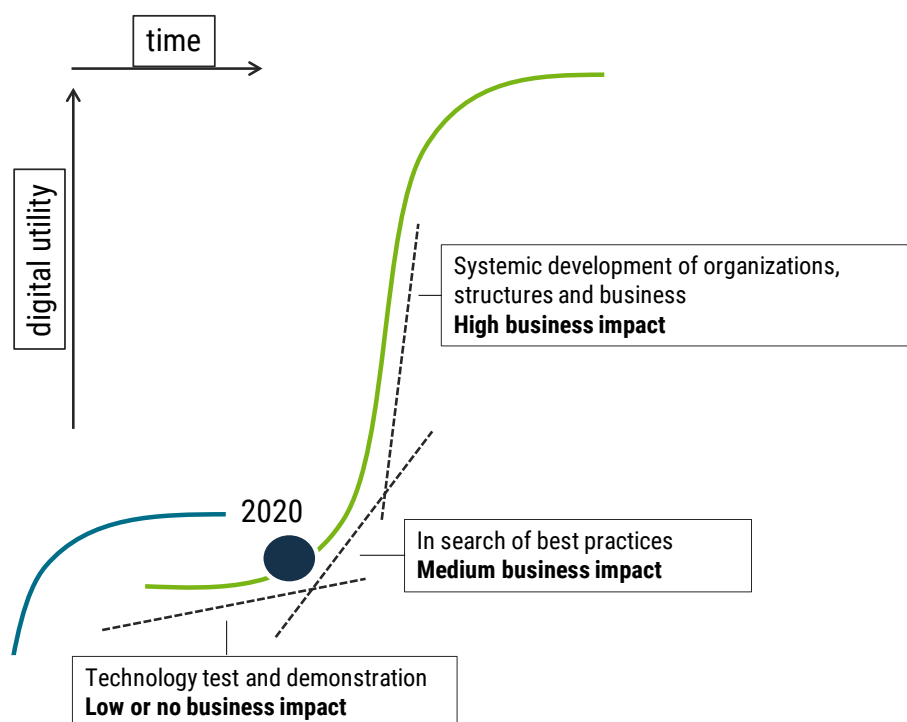 time
digital utility
Systemic development of organizations,
structures and business
High business impact
2020
In search of best practices
Medium business impact
Technology test and demonstration
Low or no business impact